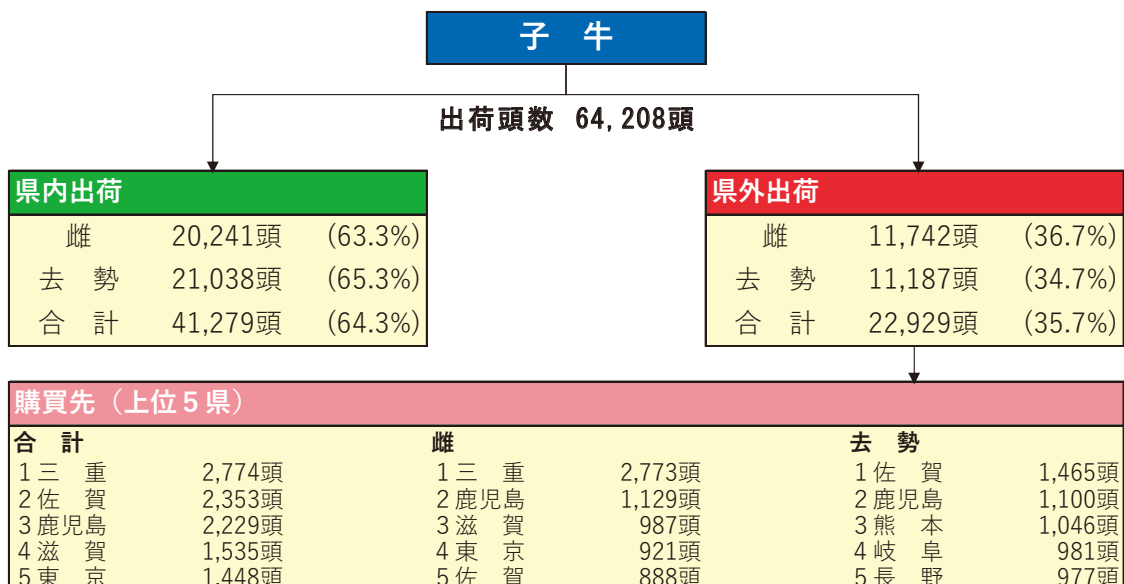 子 牛
出荷頭数 64,208頭
県内出荷
雌 20,241頭 (63.3%)
去 勢 21,038頭 (65.3%)
合 計 41,279頭 (64.3%)
県外出荷
雌 11,742頭 (36.7%)
去 勢 11,187頭 (34.7%)
合 計 22,929頭 (35.7%)
購買先（上位５県）
合 計
1 三 重 2,774頭
2 佐 賀 2,353頭
3 鹿児島 2,229頭
4 滋 賀 1,535頭
5 東 京 1,448頭
雌
1 三 重 2,773頭
2 鹿児島 1,129頭
3 滋 賀 987頭
4 東 京 921頭
5 佐 賀 888頭
去 勢
1 佐 賀 1,465頭
2 鹿児島 1,100頭
3 熊 本 1,046頭
4 岐 阜 981頭
5 長 野 977頭